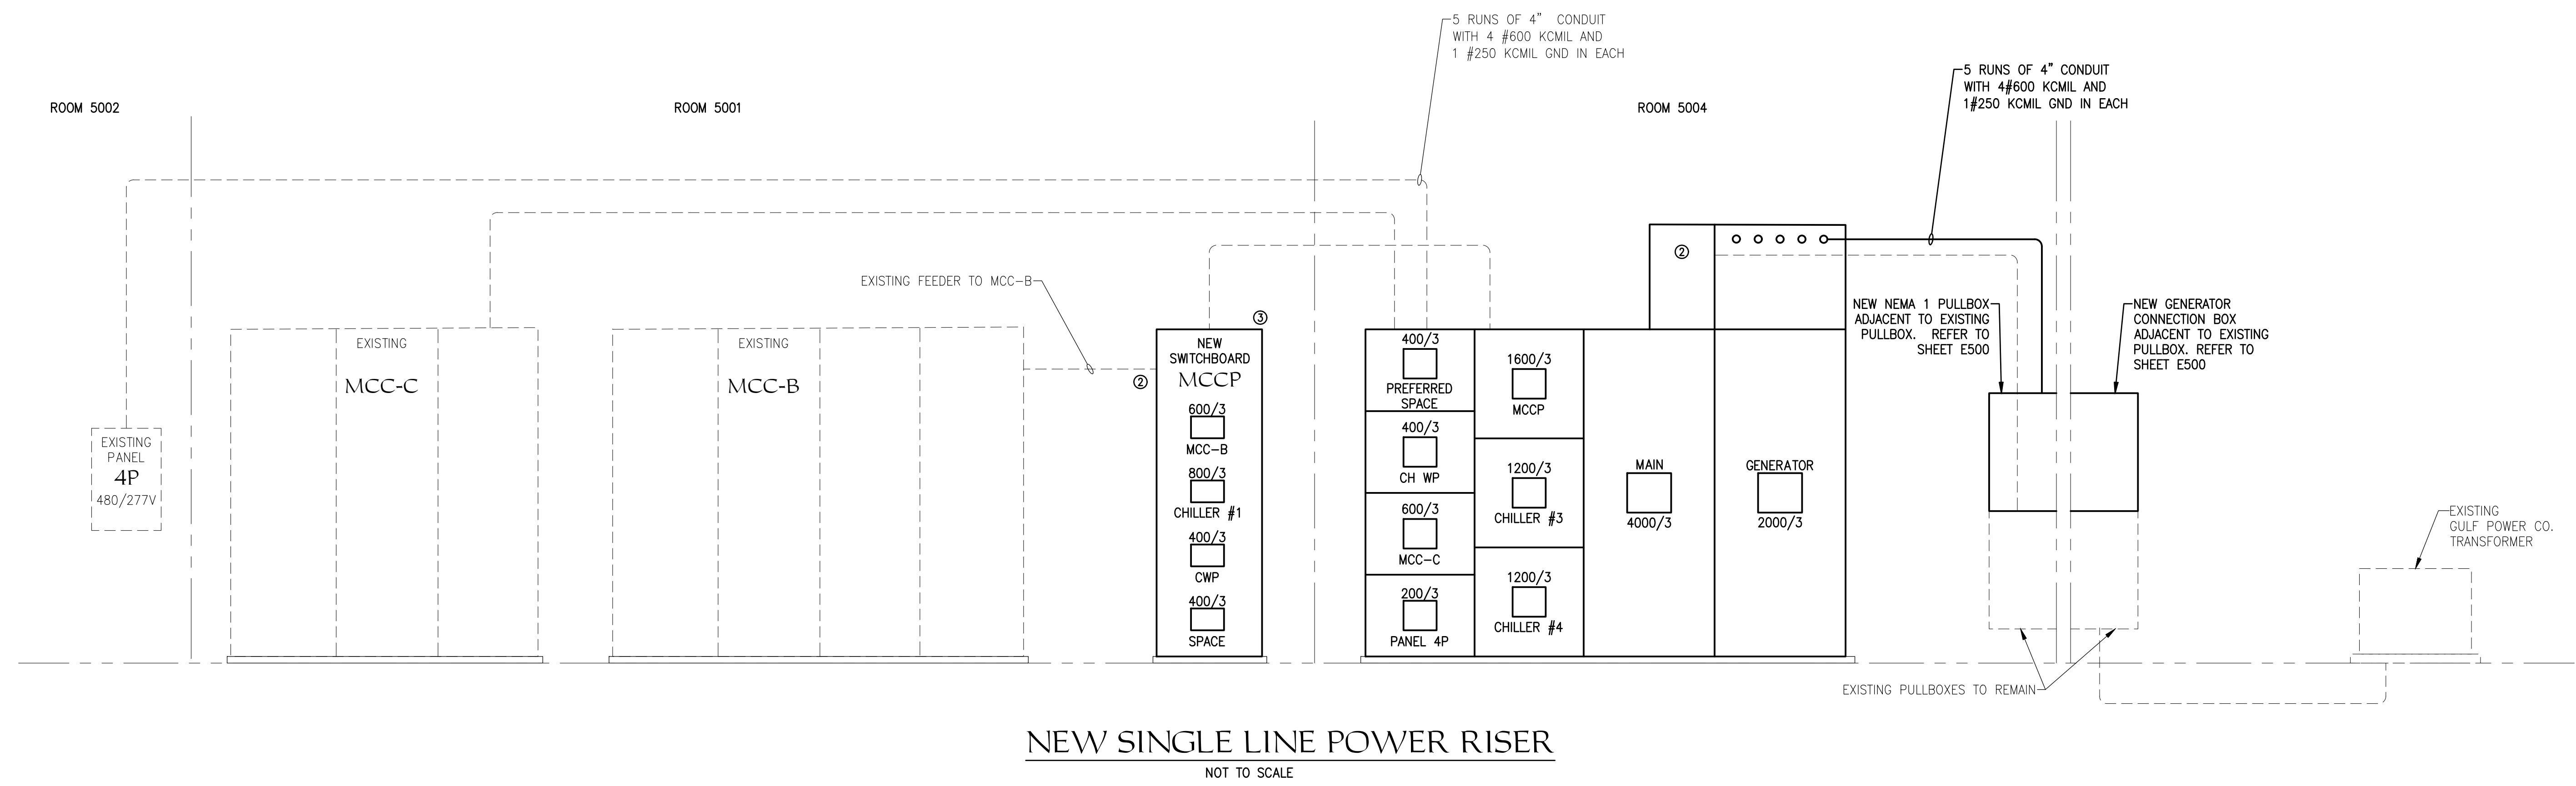 5 RUNS OF 4" CONDUIT
WITH 4 #600 KCMIL AND
1 #250 KCMIL GND IN EACH
5 RUNS OF 4" CONDUIT
WITH 4#600 KCMIL AND
1#250 KCMIL GND IN EACH
ROOM 5002
ROOM 5001
ROOM 5004
EXISTING FEEDER TO MCC-B
EXISTING
PANEL
4P
480/277V
EXISTING
MCC-C
EXISTING
MCC-B
②
③
NEW
SWITCHBOARD
MCCP
600/3
MCC-B
800/3
CHILLER #1
400/3
CWP
400/3
SPACE
400/3
PREFERRED
SPACE
400/3
CH WP
600/3
MCC-C
200/3
PANEL 4P
1600/3
MCCP
1200/3
CHILLER #3
1200/3
CHILLER #4
②
MAIN
4000/3
GENERATOR
2000/3
NEW NEMA 1 PULLBOX
ADJACENT TO EXISTING
PULLBOX. REFER TO
SHEET E500
NEW GENERATOR
CONNECTION BOX
ADJACENT TO EXISTING
PULLBOX. REFER TO
SHEET E500
EXISTING
GULF POWER CO.
TRANSFORMER
EXISTING PULLBOXES TO REMAIN
NEW SINGLE LINE POWER RISER
NOT TO SCALE